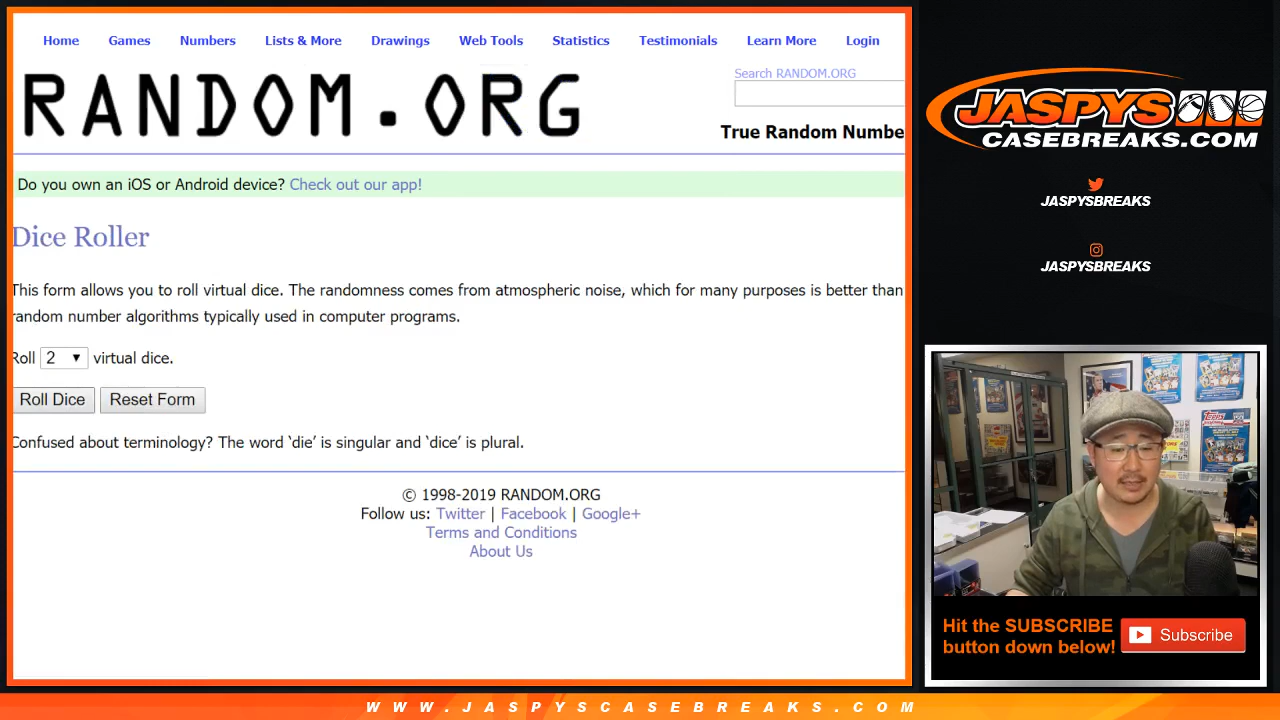 Home Games Numbers Lists & More Drawings Web Tools Statistics Testimonials Learn More Login
RANDOM.ORG
Search RANDOM.ORG
True Random Numbe
Do you own an iOS or Android device? Check out our app!
Dice Roller
This form allows you to roll virtual dice. The randomness comes from atmospheric noise, which for many purposes is better than
random number algorithms typically used in computer programs.
Roll 2 virtual dice.
Roll Dice Reset Form
Confused about terminology? The word ‘die’ is singular and ‘dice’ is plural.
© 1998-2019 RANDOM.ORG
Follow us: Twitter | Facebook | Google+
Terms and Conditions
About Us
JASPYS
CASEBREAKS.COM
JASPYSBREAKS
JASPYSBREAKS
Topps
Hit the SUBSCRIBE
button down below!
Subscribe
WWW.JASPYSCASEBREAKS.COM